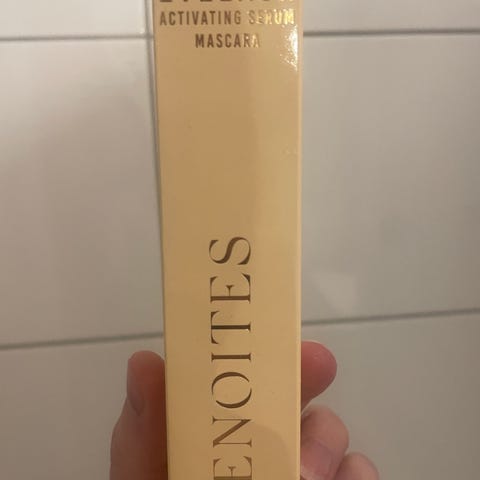 ACTIVATING SERUM
MASCARA
ENOITES